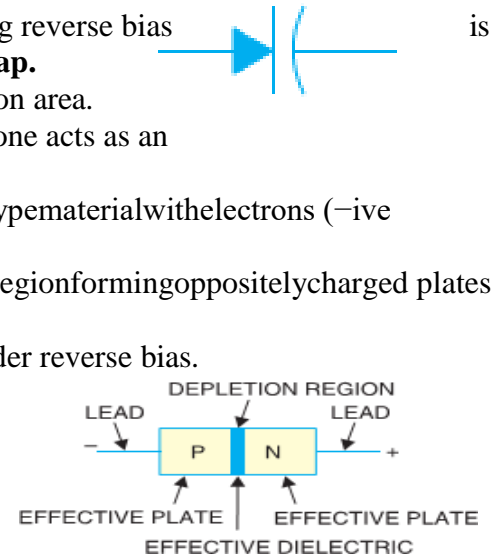 g reverse bias is
ap.
on area.
one acts as an
ypematerialwithelectrons (−ive
egionformingoppositelycharged plates
der reverse bias.
DEPLETION REGION
LEAD LEAD
− P N +
EFFECTIVE PLATE EFFECTIVE PLATE
EFFECTIVE DIELECTRIC